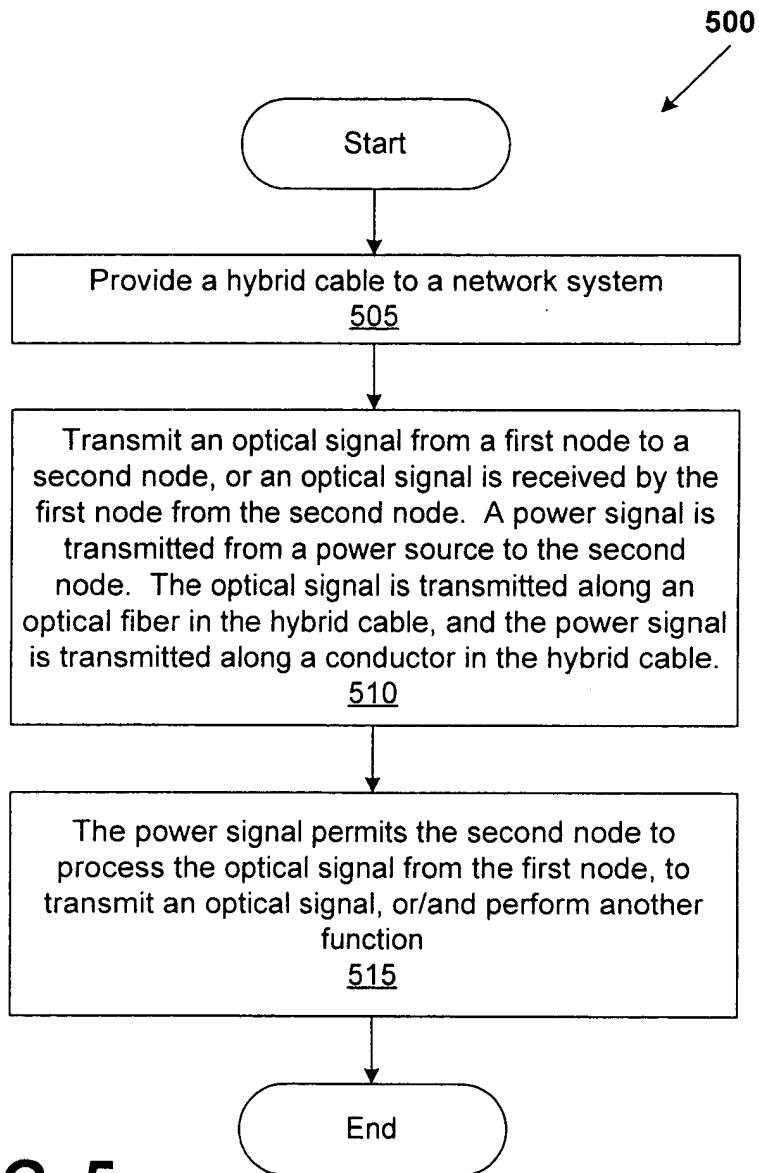 500
Start
Provide a hybrid cable to a network system
505
Transmit an optical signal from a first node to a
second node, or an optical signal is received by the
first node from the second node. A power signal is
transmitted from a power source to the second
node. The optical signal is transmitted along an
optical fiber in the hybrid cable, and the power signal
is transmitted along a conductor in the hybrid cable.
510
The power signal permits the second node to
process the optical signal from the first node, to
transmit an optical signal, or/and perform another
function
515
End